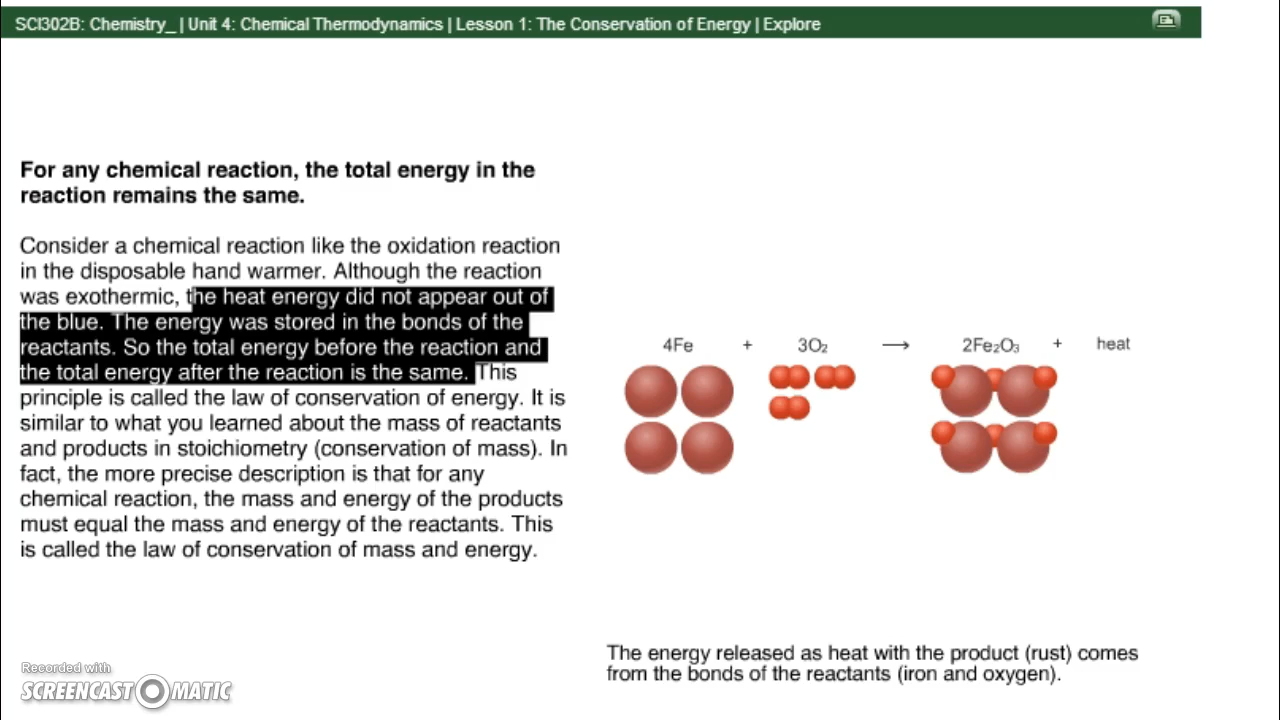 SCI302B: Chemistry_ | Unit 4: Chemical Thermodynamics | Lesson 1: The Conservation of Energy | Explore
For any chemical reaction, the total energy in the
reaction remains the same.
Consider a chemical reaction like the oxidation reaction
in the disposable hand warmer. Although the reaction
was exothermic, the heat energy did not appear out of
the blue. The energy was stored in the bonds of the
reactants. So the total energy before the reaction and
the total energy after the reaction is the same. This
principle is called the law of conservation of energy. It is
similar to what you learned about the mass of reactants
and products in stoichiometry (conservation of mass). In
fact, the more precise description is that for any
chemical reaction, the mass and energy of the products
must equal the mass and energy of the reactants. This
is called the law of conservation of mass and energy.
4Fe + 3O₂ → 2Fe₂O₃ + heat
The energy released as heat with the product (rust) comes
from the bonds of the reactants (iron and oxygen).
Recorded with
SCREENCAST MATIC